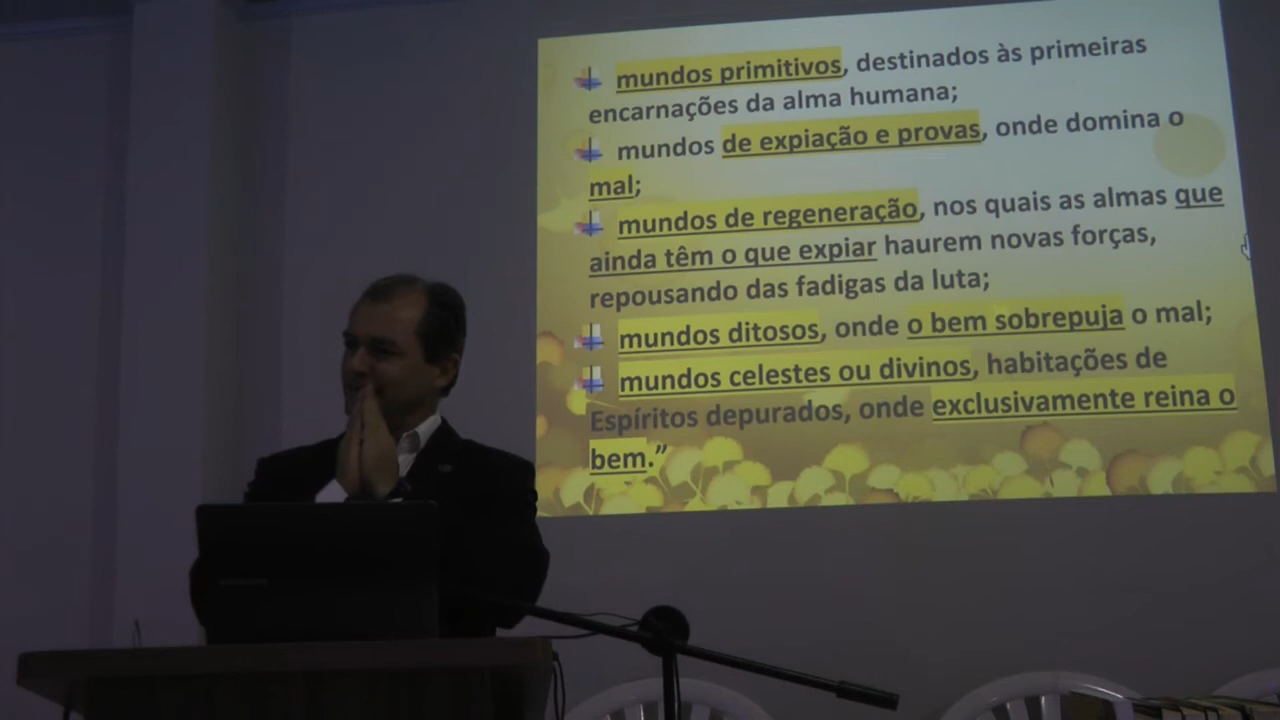 mundos primitivos, destinados às primeiras
encarnações da alma humana;
mundos de expiação e provas, onde domina o
mal;
mundos de regeneração, nos quais as almas que
ainda têm o que expiar haurem novas forças,
repousando das fadigas da luta;
mundos ditosos, onde o bem sobrepuja o mal;
mundos celestes ou divinos, habitações de
Espíritos depurados, onde exclusivamente reina o
bem.”